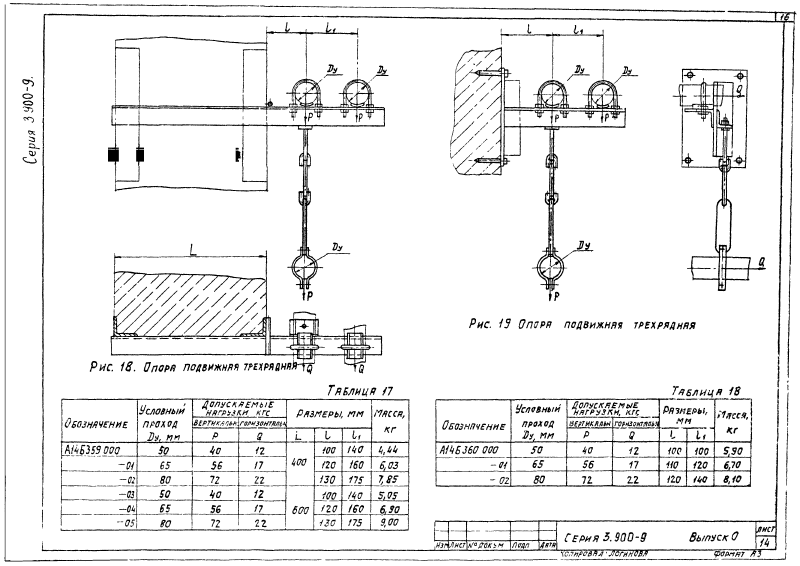 16
Серия 3.900-9.
l l1
Dy Dy
P P
Dy
P
L
Q Q
Рис. 18. Опора подвижная трехрядная
l l1
Dy Dy
P P
Dy
P
Q
Q
Рис. 19 Опора подвижная трехрядная
Таблица 17
Обозначение Условный проход Dy, мм Допускаемые нагрузки, кгс Размеры, мм Масса, кг
вертикальн горизонтальн L l l1
P Q
А14Б359000 50 40 12 400 100 140 4,44
-01 65 56 17 120 160 6,03
-02 80 72 22 130 175 7,85
-03 50 40 12 600 100 140 5,05
-04 65 56 17 120 160 6,90
-05 80 72 22 130 175 9,00
Таблица 18
Обозначение Условный проход Dy, мм Допускаемые нагрузки, кгс Размеры, мм Масса, кг
вертикальн горизонтальн l l1
P Q
А14Б360 000 50 40 12 100 100 5,90
-01 65 56 17 110 120 6,70
-02 80 72 22 120 140 8,10
Серия 3.900-9 Выпуск 0 Лист
14
Изм Лист № докум Подп Дата
Копировал: Логинова Формат А3